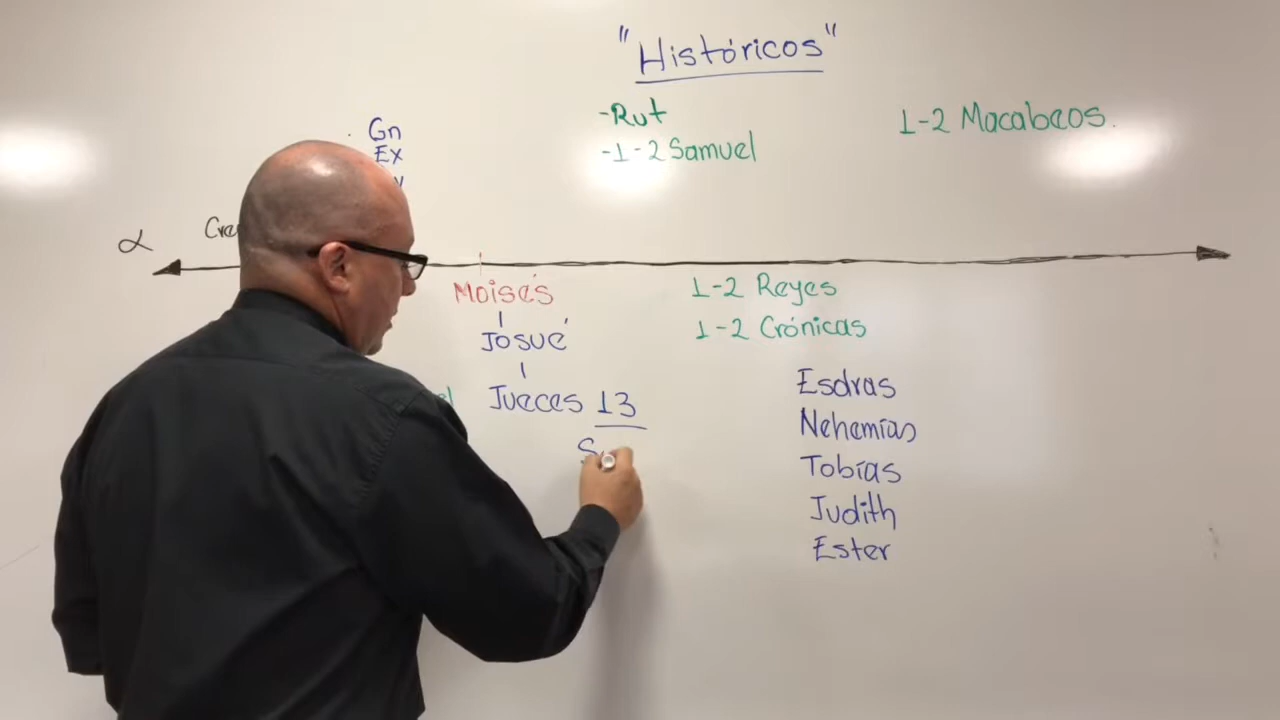 "Históricos"
-Rut
-1-2 Samuel
1-2 Macabeos.
Gn
Ex
α
Moisés
Josué
Jueces 13
1-2 Reyes
1-2 Crónicas
Esdras
Nehemías
Tobías
Judith
Ester